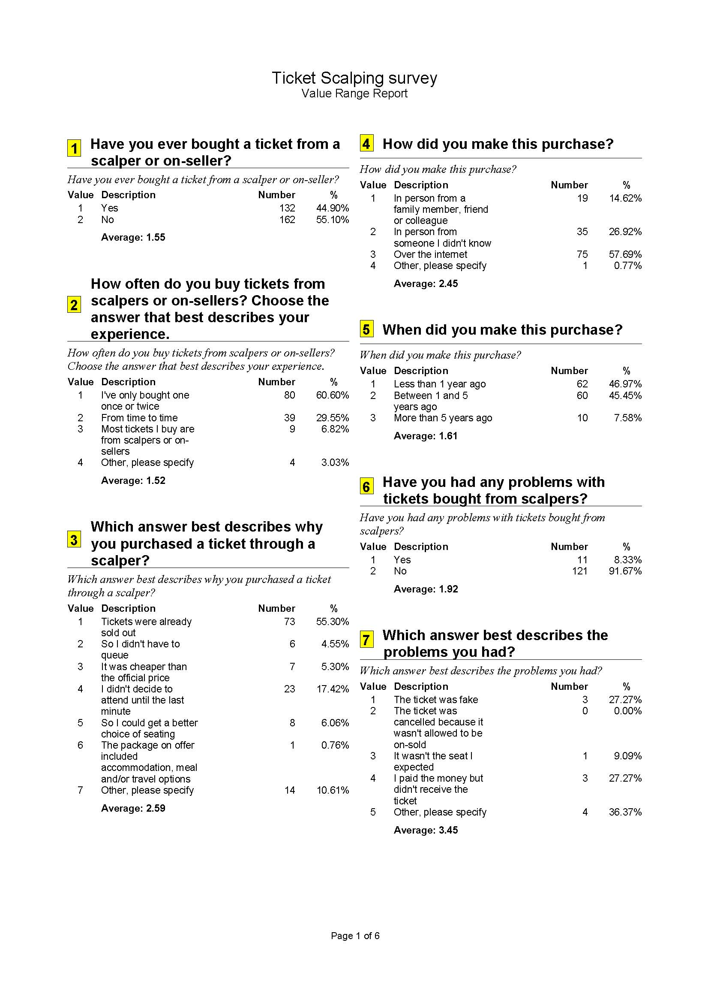 Ticket Scalping survey
Value Range Report
1 Have you ever bought a ticket from a
scalper or on-seller?
Have you ever bought a ticket from a scalper or on-seller?
Value Description Number %
1 Yes 132 44.90%
2 No 162 55.10%
Average: 1.55
2 How often do you buy tickets from
scalpers or on-sellers? Choose the
answer that best describes your
experience.
How often do you buy tickets from scalpers or on-sellers?
Choose the answer that best describes your experience.
Value Description Number %
1 I've only bought one 80 60.60%
once or twice
2 From time to time 39 29.55%
3 Most tickets I buy are 9 6.82%
from scalpers or on-
sellers
4 Other, please specify 4 3.03%
Average: 1.52
3 Which answer best describes why
you purchased a ticket through a
scalper?
Which answer best describes why you purchased a ticket
through a scalper?
Value Description Number %
1 Tickets were already 73 55.30%
sold out
2 So I didn't have to 6 4.55%
queue
3 It was cheaper than 7 5.30%
the official price
4 I didn't decide to 23 17.42%
attend until the last
minute
5 So I could get a better 8 6.06%
choice of seating
6 The package on offer 1 0.76%
included
accommodation, meal
and/or travel options
7 Other, please specify 14 10.61%
Average: 2.59
4 How did you make this purchase?
How did you make this purchase?
Value Description Number %
1 In person from a 19 14.62%
family member, friend
or colleague
2 In person from 35 26.92%
someone I didn't know
3 Over the internet 75 57.69%
4 Other, please specify 1 0.77%
Average: 2.45
5 When did you make this purchase?
When did you make this purchase?
Value Description Number %
1 Less than 1 year ago 62 46.97%
2 Between 1 and 5 60 45.45%
years ago
3 More than 5 years ago 10 7.58%
Average: 1.61
6 Have you had any problems with
tickets bought from scalpers?
Have you had any problems with tickets bought from
scalpers?
Value Description Number %
1 Yes 11 8.33%
2 No 121 91.67%
Average: 1.92
7 Which answer best describes the
problems you had?
Which answer best describes the problems you had?
Value Description Number %
1 The ticket was fake 3 27.27%
2 The ticket was 0 0.00%
cancelled because it
wasn't allowed to be
on-sold
3 It wasn't the seat I 1 9.09%
expected
4 I paid the money but 3 27.27%
didn't receive the
ticket
5 Other, please specify 4 36.37%
Average: 3.45
Page 1 of 6